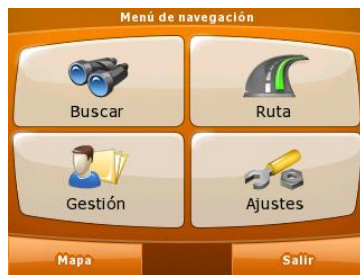 Menú de navegación
Buscar
Ruta
Gestión
Ajustes
Mapa
Salir